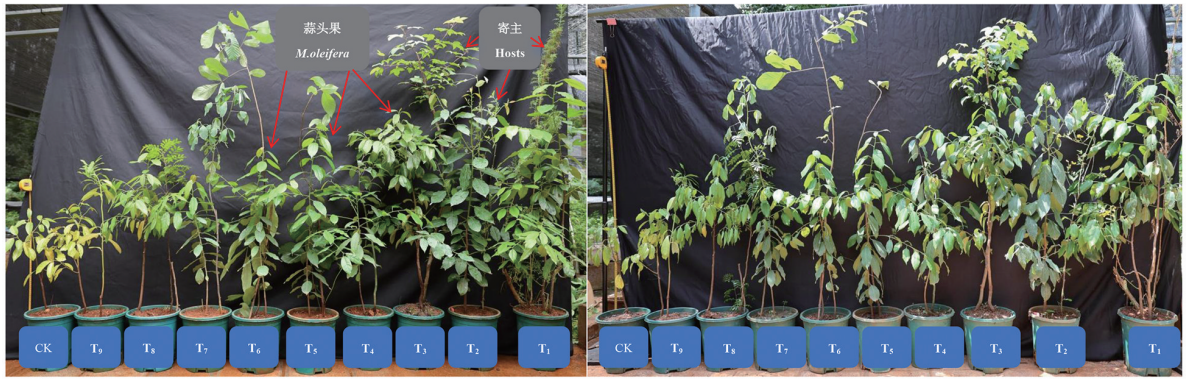 蒜头果
M.oleifera
寄主
Hosts
CK T₉ T₈ T₇ T₆ T₅ T₄ T₃ T₂ T₁
CK T₉ T₈ T₇ T₆ T₅ T₄ T₃ T₂ T₁